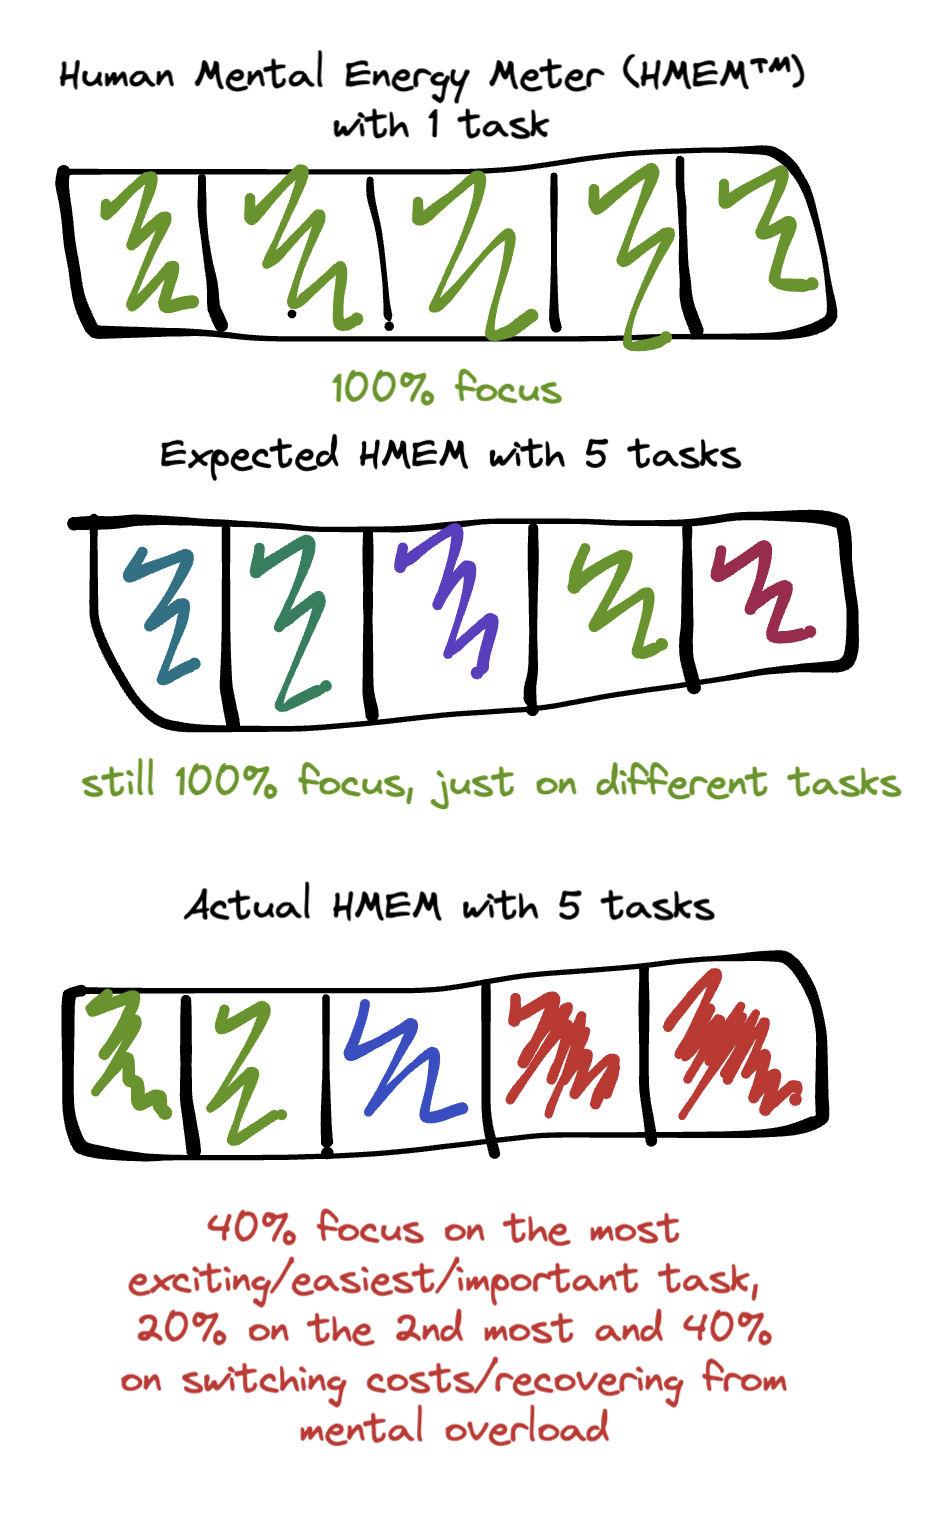 Human Mental Energy Meter (HMEM™)
with 1 task
100% focus
Expected HMEM with 5 tasks
still 100% focus, just on different tasks
Actual HMEM with 5 tasks
40% focus on the most
exciting/easiest/important task,
20% on the 2nd most and 40%
on switching costs/recovering from
mental overload